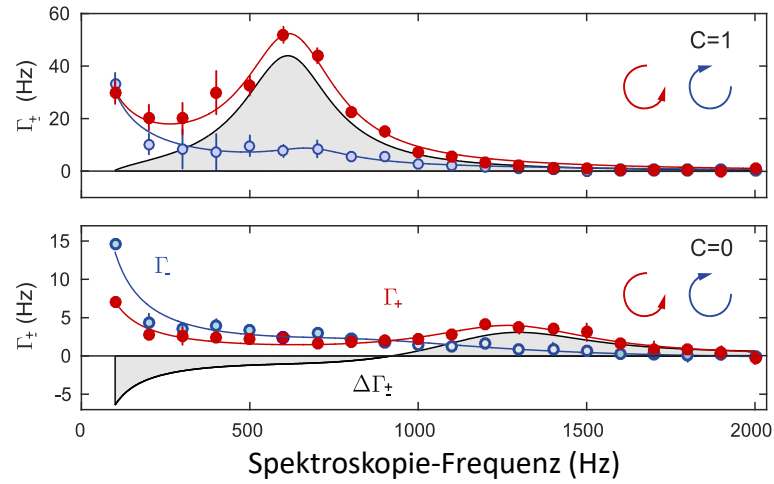 60
40
20
0
Γ± (Hz)
C=1
15
10
5
0
-5
Γ± (Hz)
C=0
Γ-
Γ+
ΔΓ±
0 500 1000 1500 2000
Spektroskopie-Frequenz (Hz)